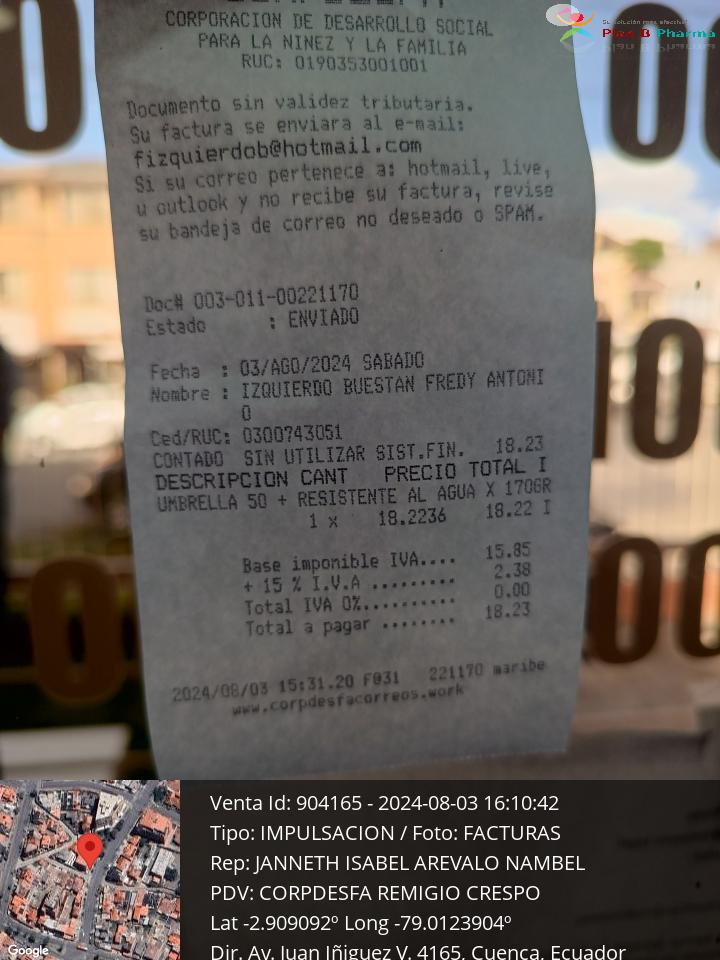 CORPORACION DE DESARROLLO SOCIAL
PARA LA NINEZ Y LA FAMILIA
RUC: 0190353001001
Documento sin validez tributaria.
Su factura se enviara al e-mail:
fizquierdob@hotmail.com
Si su correo pertenece a: hotmail, live,
u outlook y no recibe su factura, revise
su bandeja de correo no deseado o SPAM.
Doc# 003-011-00221170
Estado : ENVIADO
Fecha : 03/AGO/2024 SABADO
Nombre : IZQUIERDO BUESTAN FREDY ANTONI
O
Ced/RUC: 0300743051
CONTADO SIN UTILIZAR SIST.FIN. 18.23
DESCRIPCION CANT PRECIO TOTAL I
UMBRELLA 50 + RESISTENTE AL AGUA X 170GR
1 x 18.2236 18.22 I
Base imponible IVA.... 15.85
+ 15 % I.V.A ......... 2.38
Total IVA 0%.......... 0.00
Total a pagar ........ 18.23
2024/08/03 15:31.20 F031 221170 maribe
www.corpdesfacorreos.work
Su solución más efectiva
Plan B Pharma
Venta Id: 904165 - 2024-08-03 16:10:42
Tipo: IMPULSACION / Foto: FACTURAS
Rep: JANNETH ISABEL AREVALO NAMBEL
PDV: CORPDESFA REMIGIO CRESPO
Lat -2.909092º Long -79.0123904º
Dir. Av. Juan Iñiguez V. 4165, Cuenca, Ecuador
Google